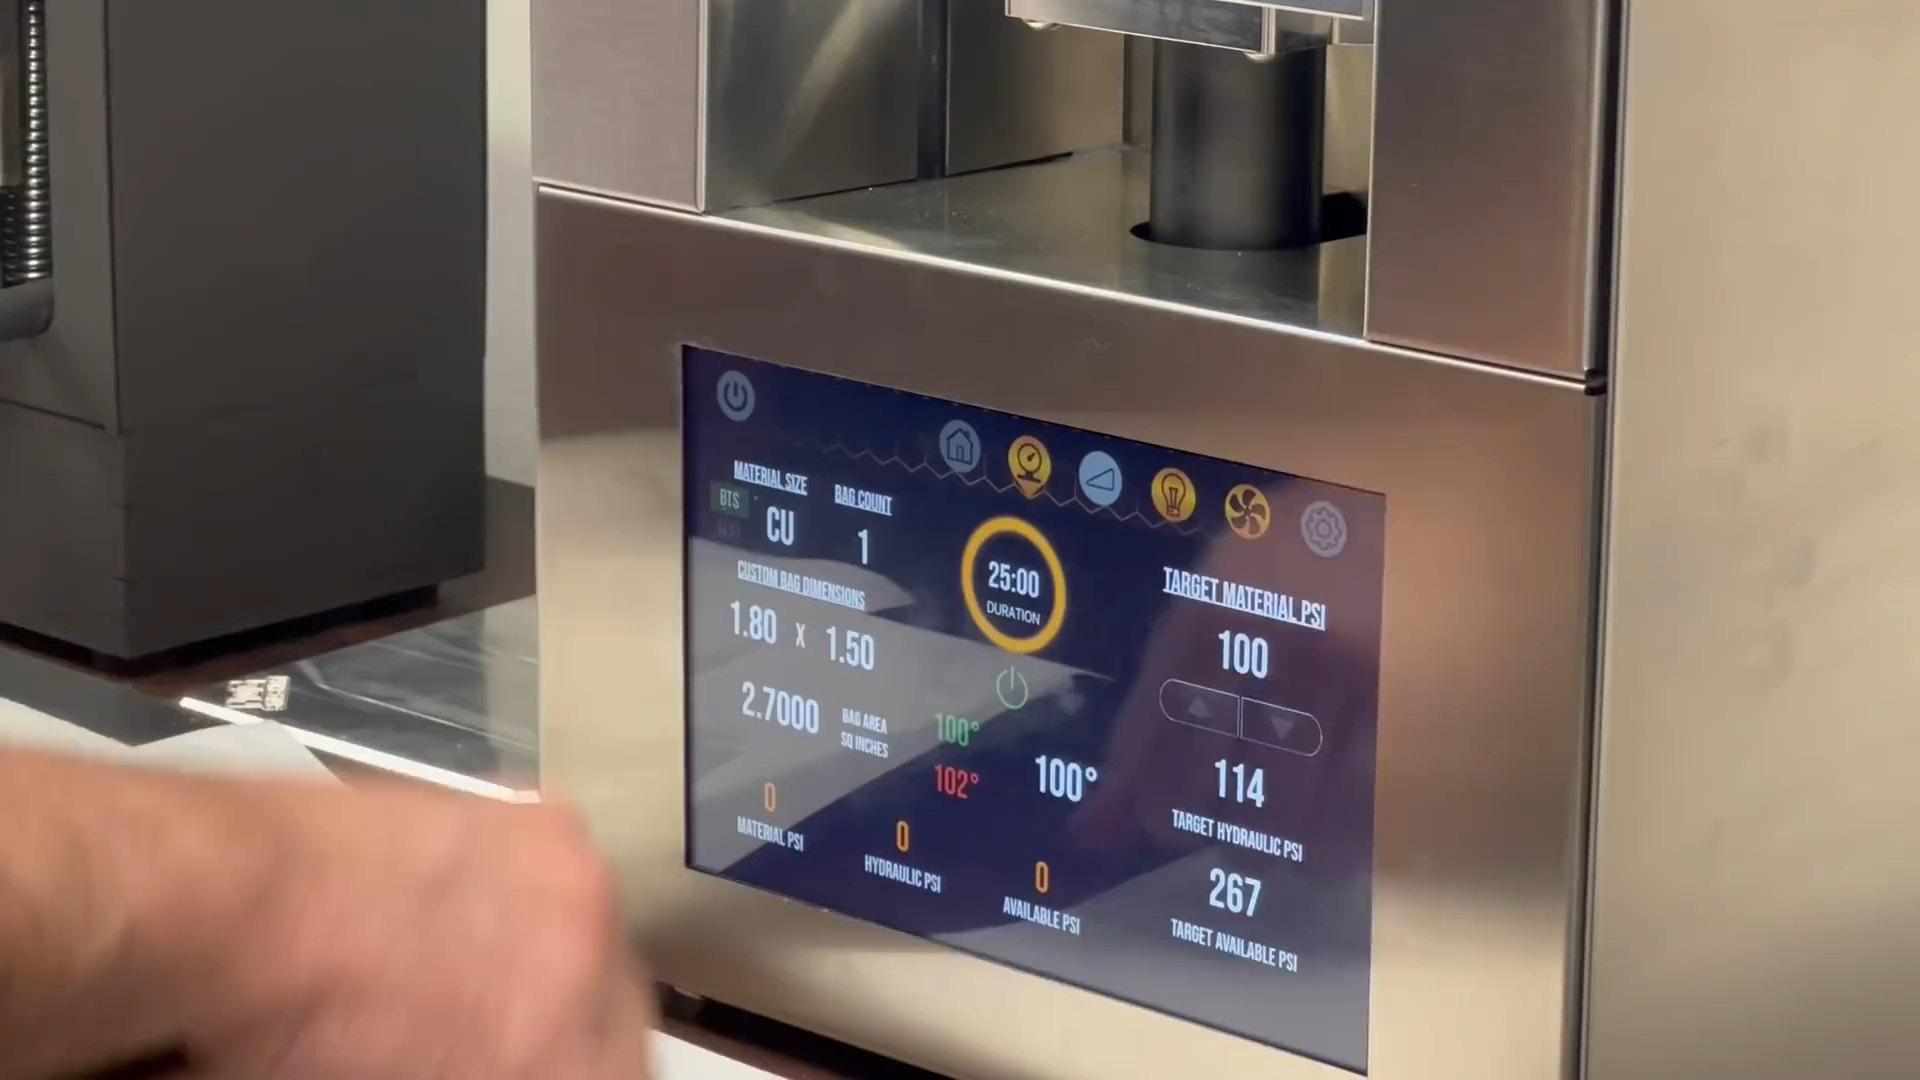 MATERIAL SIZE
BAG COUNT
BTS
CU
1
CUSTOM BAG DIMENSIONS
1.80 X 1.50
2.7000
BAG AREA
SQ INCHES
0
MATERIAL PSI
0
HYDRAULIC PSI
0
AVAILABLE PSI
25:00
DURATION
100°
102°
100°
TARGET MATERIAL PSI
100
114
TARGET HYDRAULIC PSI
267
TARGET AVAILABLE PSI